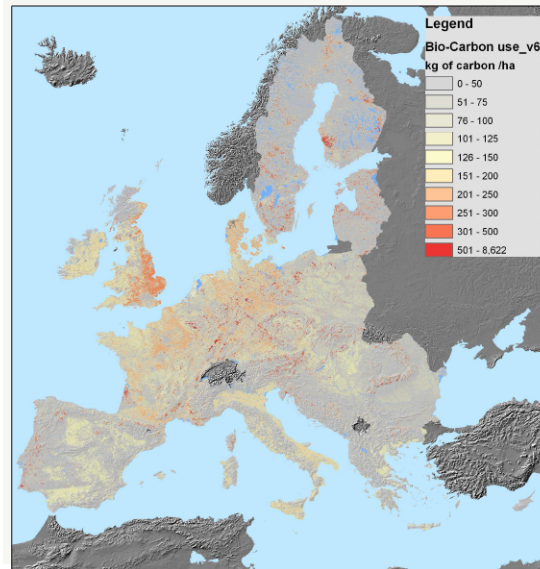 Legend
Bio-Carbon use_v6
kg of carbon /ha
0 - 50
51 - 75
76 - 100
101 - 125
126 - 150
151 - 200
201 - 250
251 - 300
301 - 500
501 - 8,622